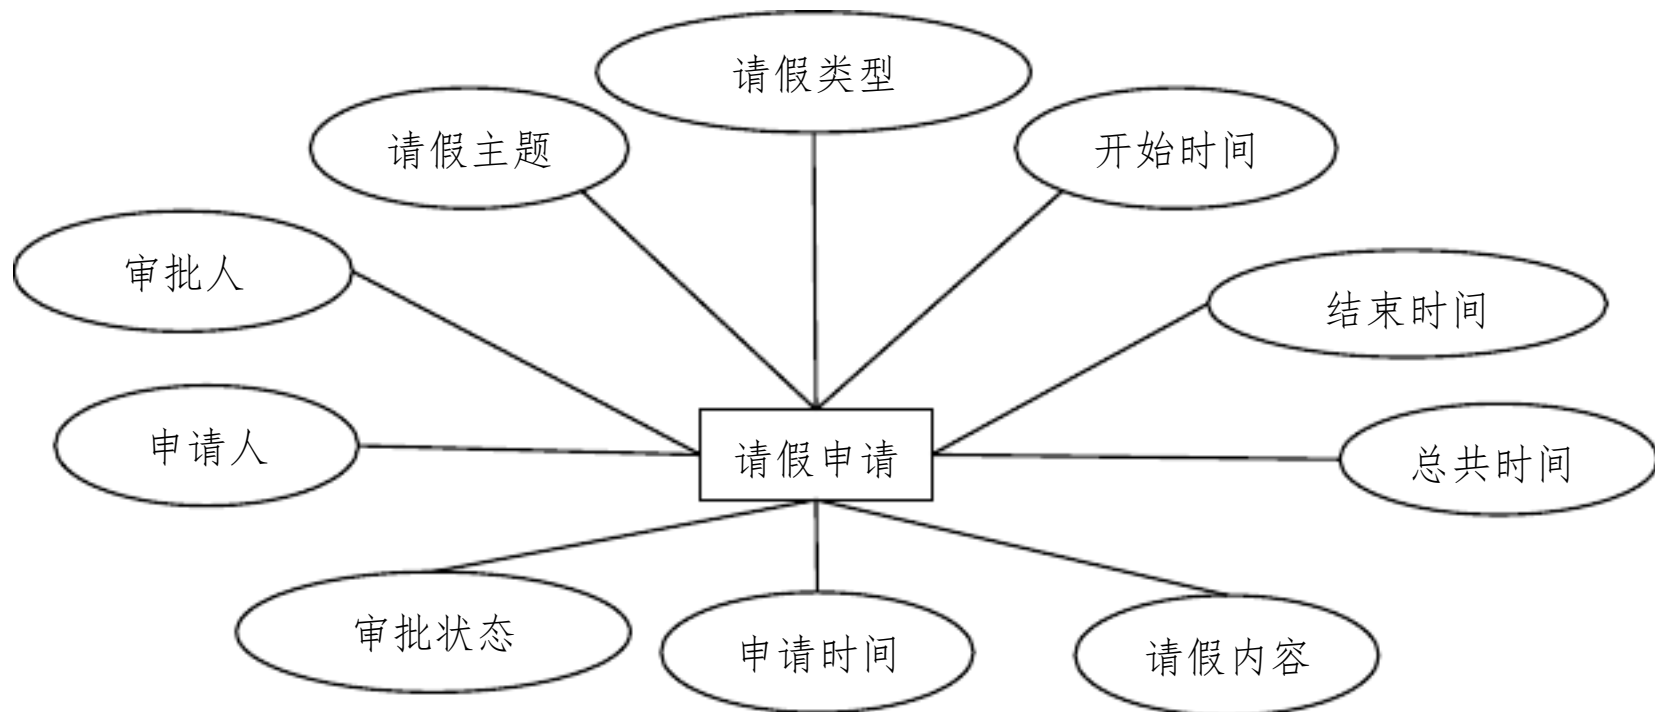 请假类型
请假主题
开始时间
审批人
结束时间
申请人
请假申请
总共时间
审批状态
申请时间
请假内容